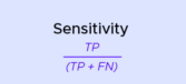 Sensitivity
TP
(TP + FN)